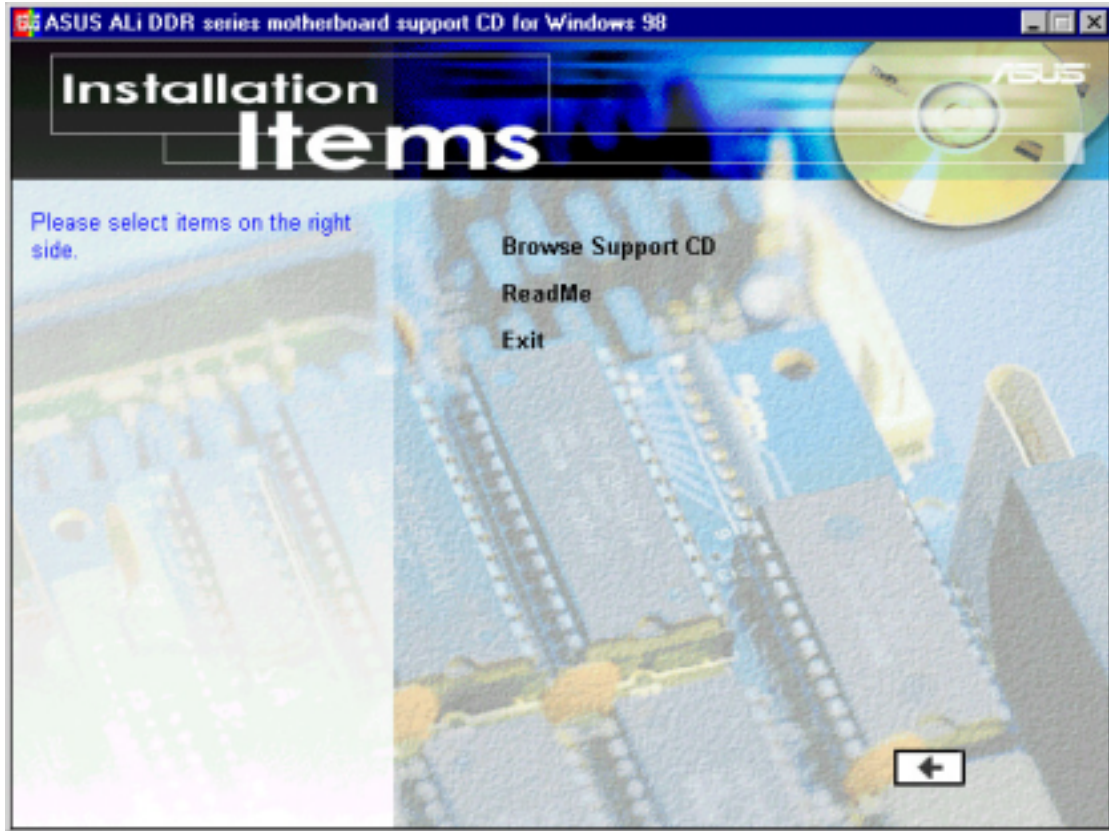 ASUS ALi DDR series motherboard support CD for Windows 98
ASUS
Installation
Items
Please select items on the right
side.
Browse Support CD
ReadMe
Exit